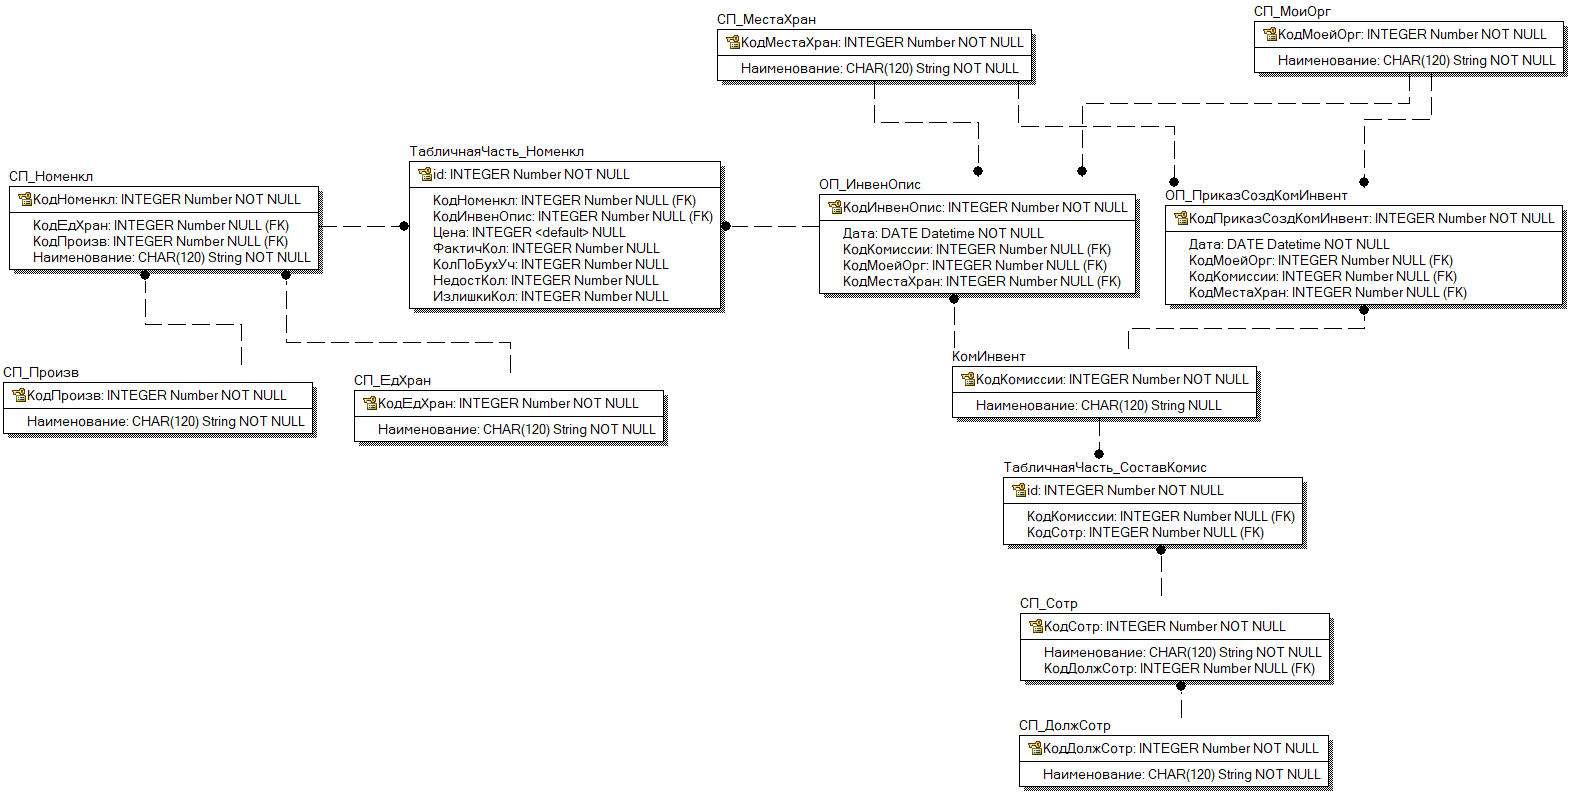 СП_МестаХран
КодМестаХран: INTEGER Number NOT NULL
Наименование: CHAR(120) String NOT NULL
СП_МоиОрг
КодМоейОрг: INTEGER Number NOT NULL
Наименование: CHAR(120) String NOT NULL
СП_Номенкл
КодНоменкл: INTEGER Number NOT NULL
КодЕдХран: INTEGER Number NULL (FK)
КодПроизв: INTEGER Number NULL (FK)
Наименование: CHAR(120) String NOT NULL
ТабличнаяЧасть_Номенкл
id: INTEGER Number NOT NULL
КодНоменкл: INTEGER Number NULL (FK)
КодИнвенОпис: INTEGER Number NULL (FK)
Цена: INTEGER <default> NULL
ФактичКол: INTEGER Number NULL
КолПоБухУч: INTEGER Number NULL
НедостКол: INTEGER Number NULL
ИзлишкиКол: INTEGER Number NULL
ОП_ИнвенОпис
КодИнвенОпис: INTEGER Number NOT NULL
Дата: DATE Datetime NOT NULL
КодКомиссии: INTEGER Number NULL (FK)
КодМоейОрг: INTEGER Number NULL (FK)
КодМестаХран: INTEGER Number NULL (FK)
ОП_ПриказСоздКомИнвент
КодПриказСоздКомИнвент: INTEGER Number NOT NULL
Дата: DATE Datetime NOT NULL
КодМоейОрг: INTEGER Number NULL (FK)
КодКомиссии: INTEGER Number NULL (FK)
КодМестаХран: INTEGER Number NULL (FK)
СП_Произв
КодПроизв: INTEGER Number NOT NULL
Наименование: CHAR(120) String NOT NULL
СП_ЕдХран
КодЕдХран: INTEGER Number NOT NULL
Наименование: CHAR(120) String NOT NULL
КомИнвент
КодКомиссии: INTEGER Number NOT NULL
Наименование: CHAR(120) String NULL
ТабличнаяЧасть_СоставКомис
id: INTEGER Number NOT NULL
КодКомиссии: INTEGER Number NULL (FK)
КодСотр: INTEGER Number NULL (FK)
СП_Сотр
КодСотр: INTEGER Number NOT NULL
Наименование: CHAR(120) String NOT NULL
КодДолжСотр: INTEGER Number NULL (FK)
СП_ДолжСотр
КодДолжСотр: INTEGER Number NOT NULL
Наименование: CHAR(120) String NOT NULL